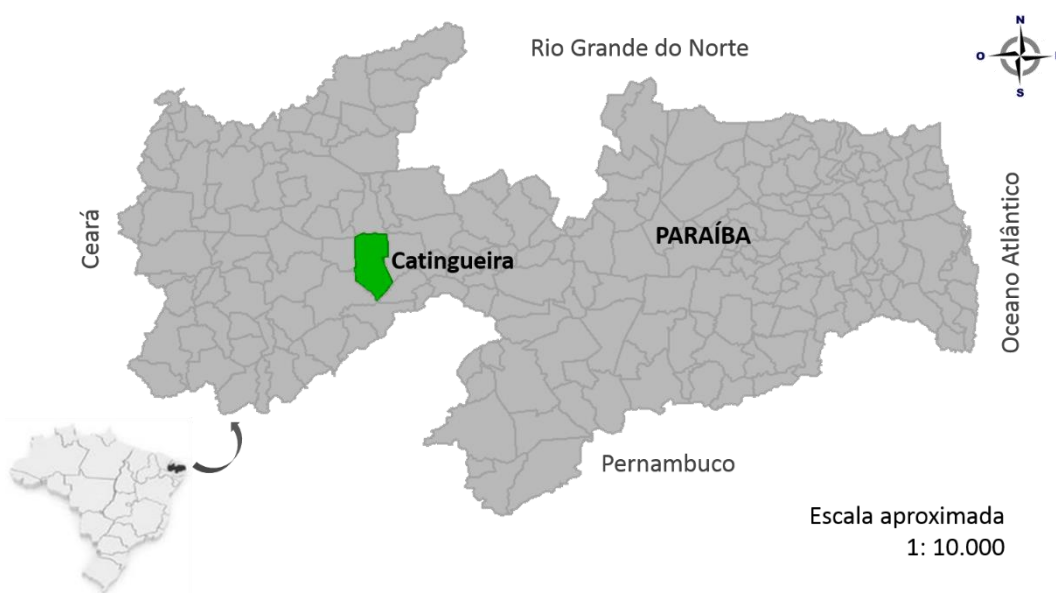 N
Rio Grande do Norte
O
S
Ceará
Oceano Atlântico
PARAÍBA
Catingueira
Pernambuco
Escala aproximada
1: 10.000